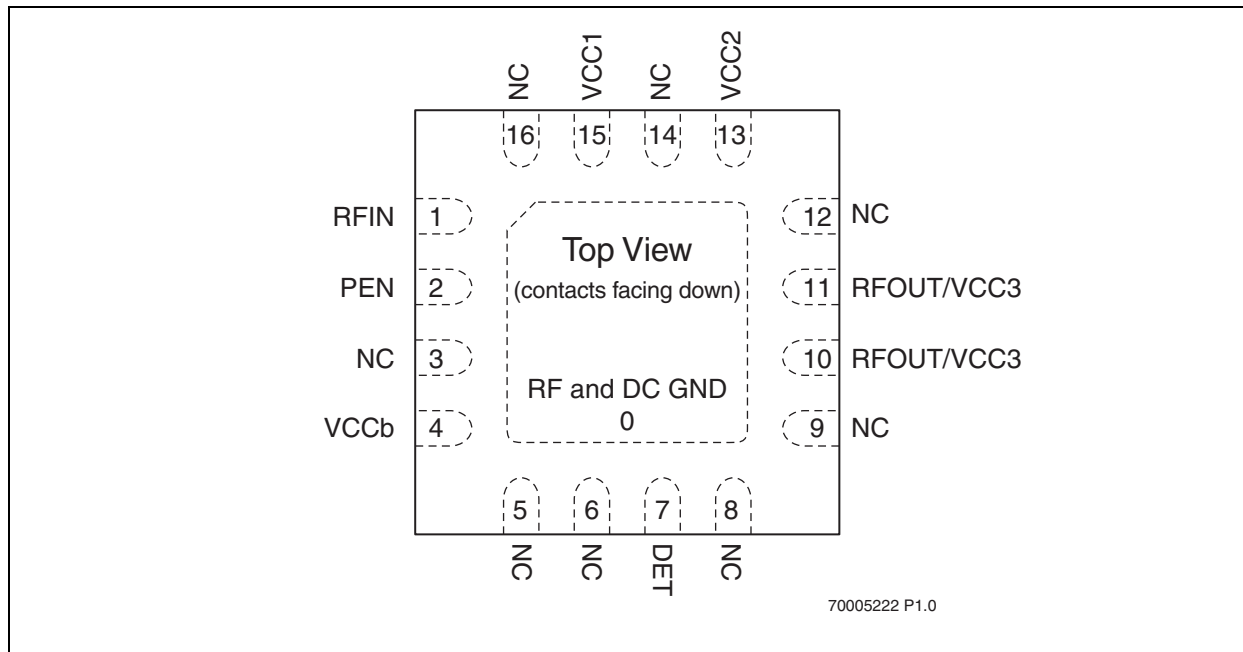 NC
VCC1
NC
VCC2
16
15
14
13
RFIN
1
12
NC
Top View
PEN
2
(contacts facing down)
11
RFOUT/VCC3
NC
3
10
RFOUT/VCC3
RF and DC GND
VCCb
4
0
9
NC
5
6
7
8
NC
NC
DET
NC
70005222 P1.0